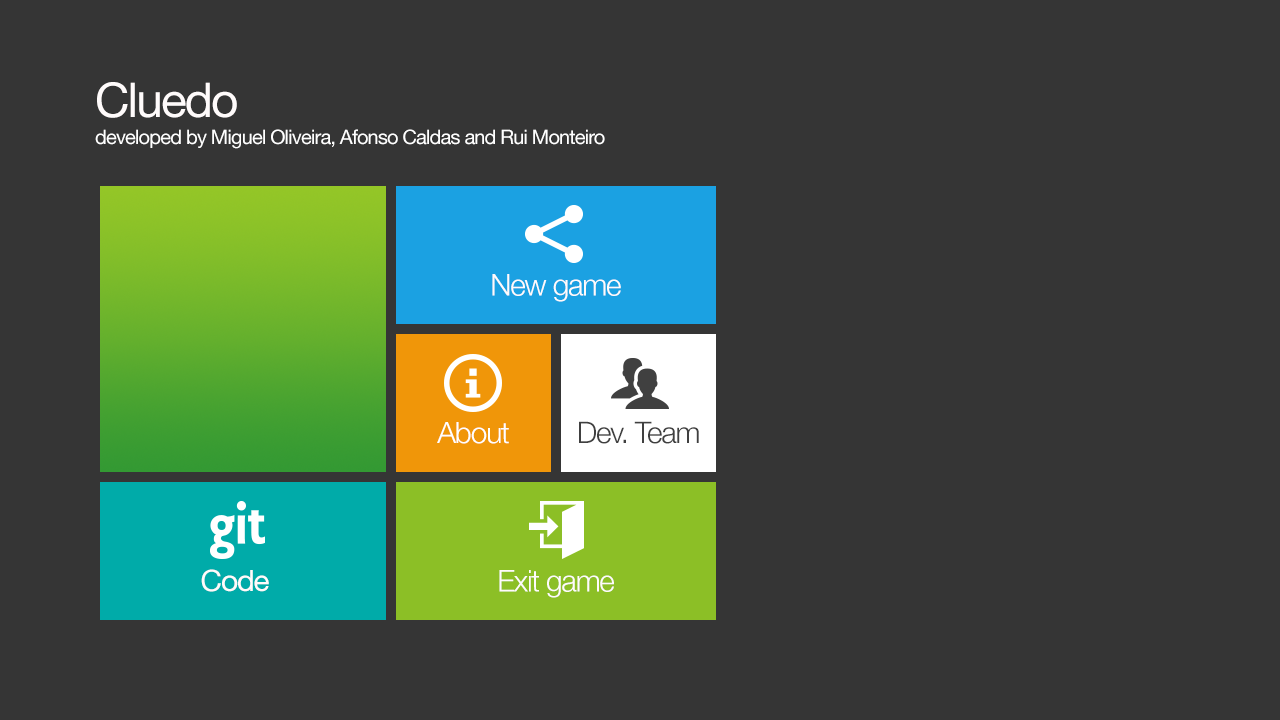 Cluedo
developed by Miguel Oliveira, Afonso Caldas and Rui Monteiro
New game
About
Dev. Team
git
Code
Exit game